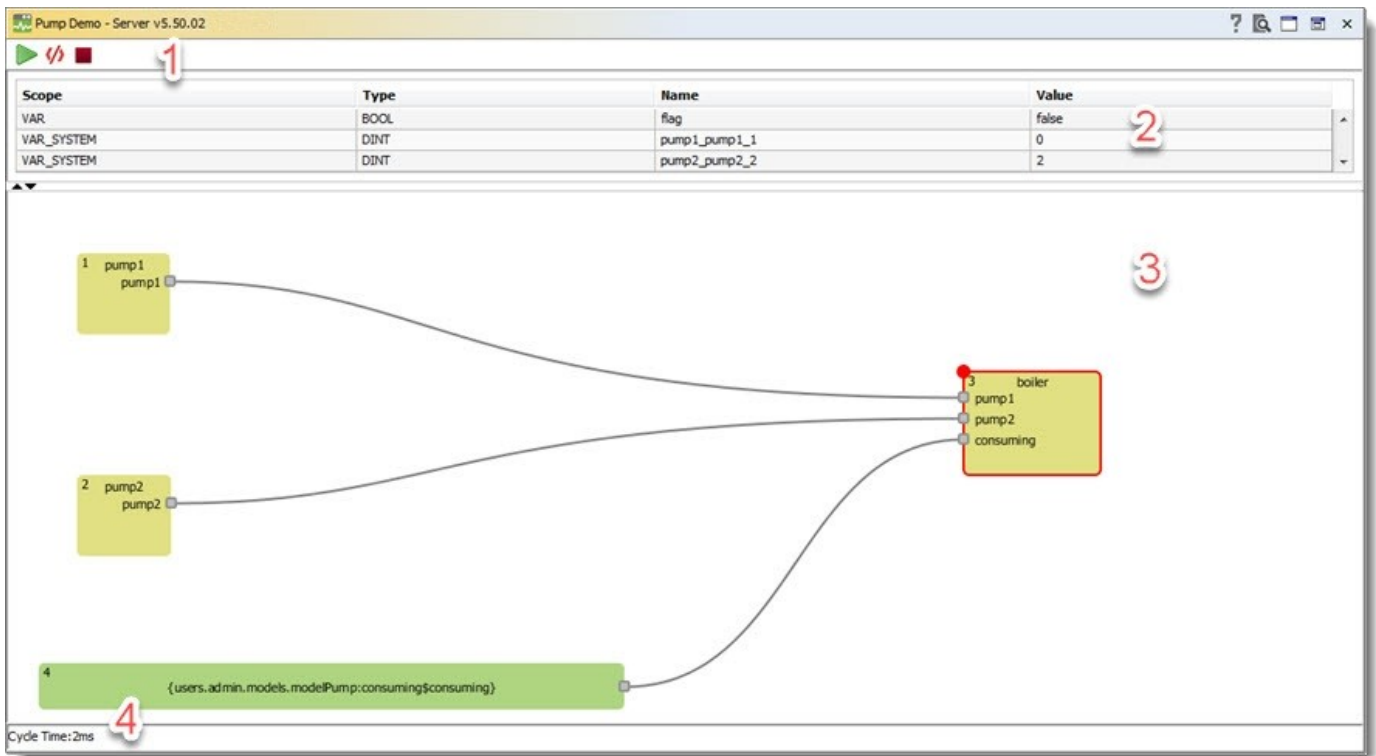 Pump Demo - Server v5.50.02
?
1
Scope Type Name Value
VAR BOOL flag false
VAR_SYSTEM DINT pump1_pump1_1 0
VAR_SYSTEM DINT pump2_pump2_2 2
2
3
1 pump1
pump1
3 boiler
pump1
pump2
consuming
2 pump2
pump2
4
{users.admin.models.modelPump:consuming$consuming}
4
Cycle Time:2ms